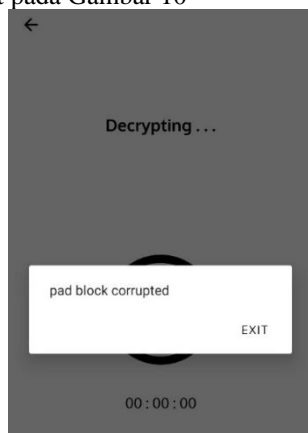 pada Gambar 10
←
Decrypting . . .
pad block corrupted
EXIT
00 : 00 : 00